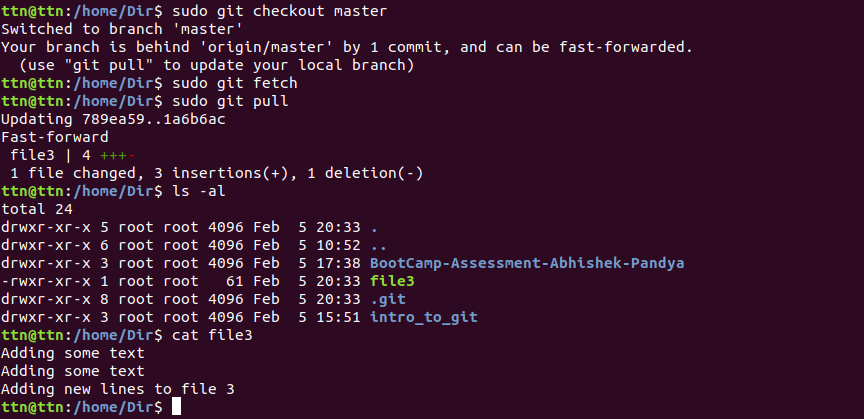 ttn@ttn:/home/Dir$ sudo git checkout master
Switched to branch 'master'
Your branch is behind 'origin/master' by 1 commit, and can be fast-forwarded.
  (use "git pull" to update your local branch)
ttn@ttn:/home/Dir$ sudo git fetch
ttn@ttn:/home/Dir$ sudo git pull
Updating 789ea59..1a6b6ac
Fast-forward
 file3 | 4 +++-
 1 file changed, 3 insertions(+), 1 deletion(-)
ttn@ttn:/home/Dir$ ls -al
total 24
drwxr-xr-x 5 root root 4096 Feb  5 20:33 .
drwxr-xr-x 6 root root 4096 Feb  5 10:52 ..
drwxr-xr-x 3 root root 4096 Feb  5 17:38 BootCamp-Assessment-Abhishek-Pandya
-rwxr-xr-x 1 root root   61 Feb  5 20:33 file3
drwxr-xr-x 8 root root 4096 Feb  5 20:33 .git
drwxr-xr-x 3 root root 4096 Feb  5 15:51 intro_to_git
ttn@ttn:/home/Dir$ cat file3
Adding some text
Adding some text
Adding new lines to file 3
ttn@ttn:/home/Dir$